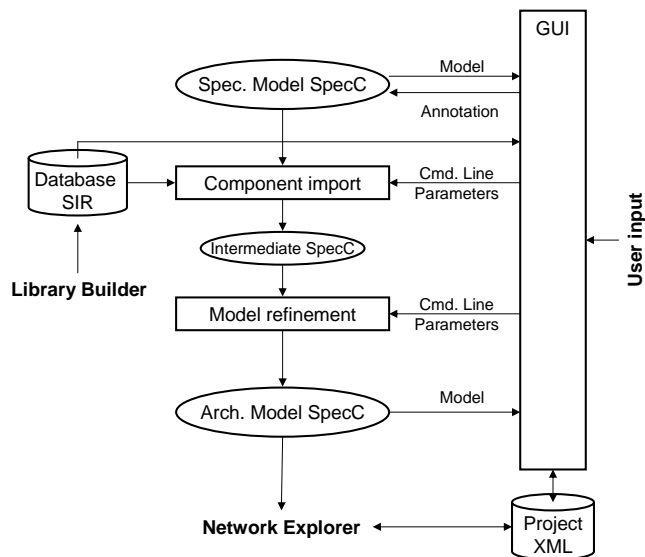 GUI
Model
Spec. Model SpecC
Annotation
Database
SIR
Component import
Cmd. Line
Parameters
User input
Intermediate SpecC
Library Builder
Model refinement
Cmd. Line
Parameters
Model
Arch. Model SpecC
Network Explorer
Project
XML